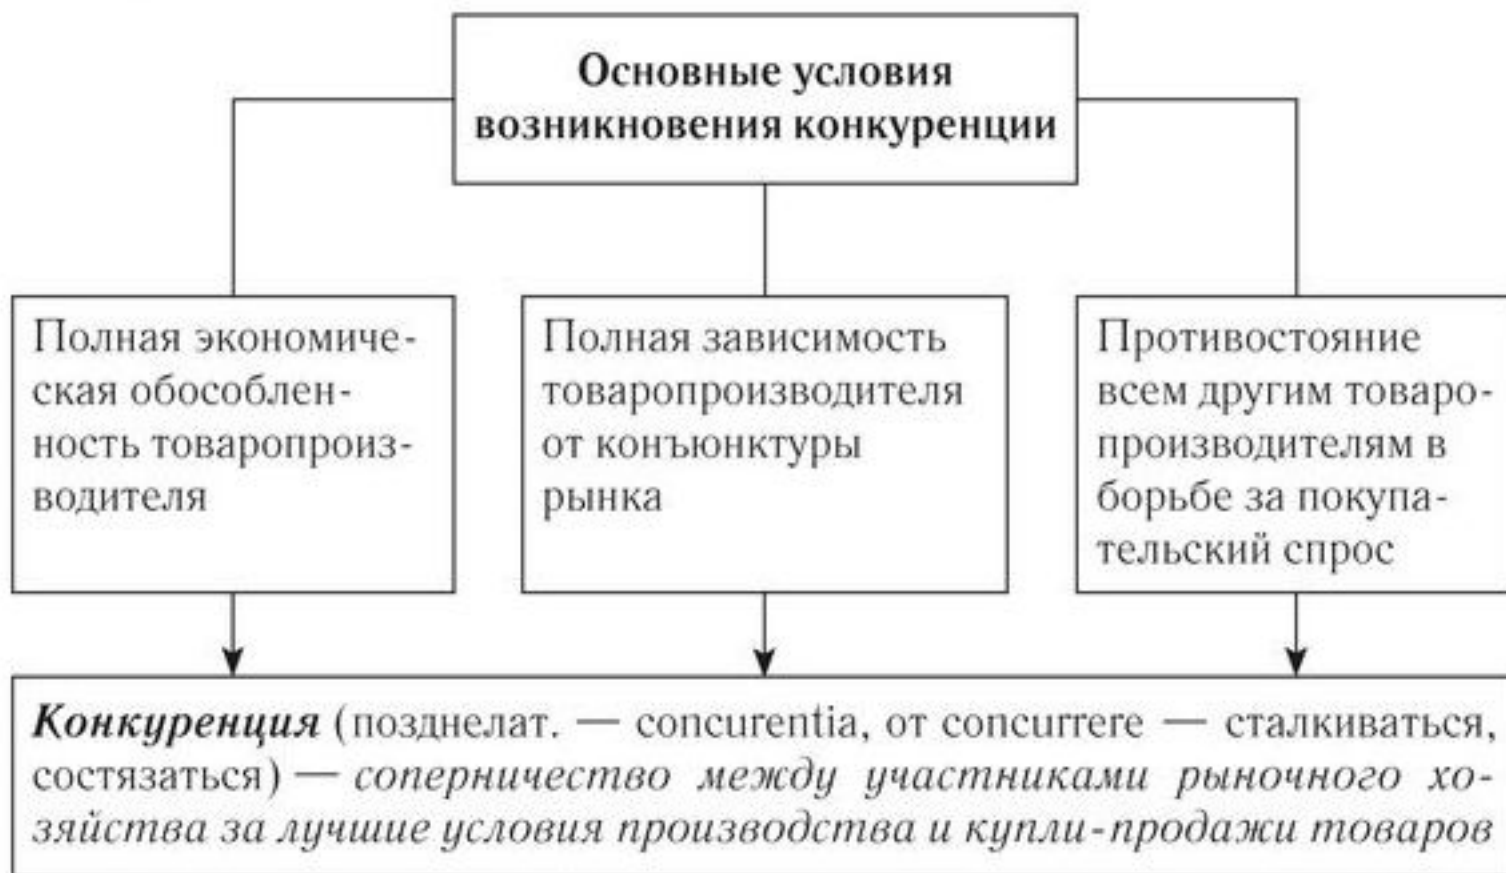 Основные условия
возникновения конкуренции
Полная экономиче-
ская обособлен-
ность товаропроиз-
водителя
Полная зависимость
товаропроизводителя
от конъюнктуры
рынка
Противостояние
всем другим товаро-
производителям в
борьбе за покупа-
тельский спрос
Конкуренция (позднелат. — concurentia, от concurrere — сталкиваться,
состязаться) — соперничество между участниками рыночного хо-
зяйства за лучшие условия производства и купли-продажи товаров